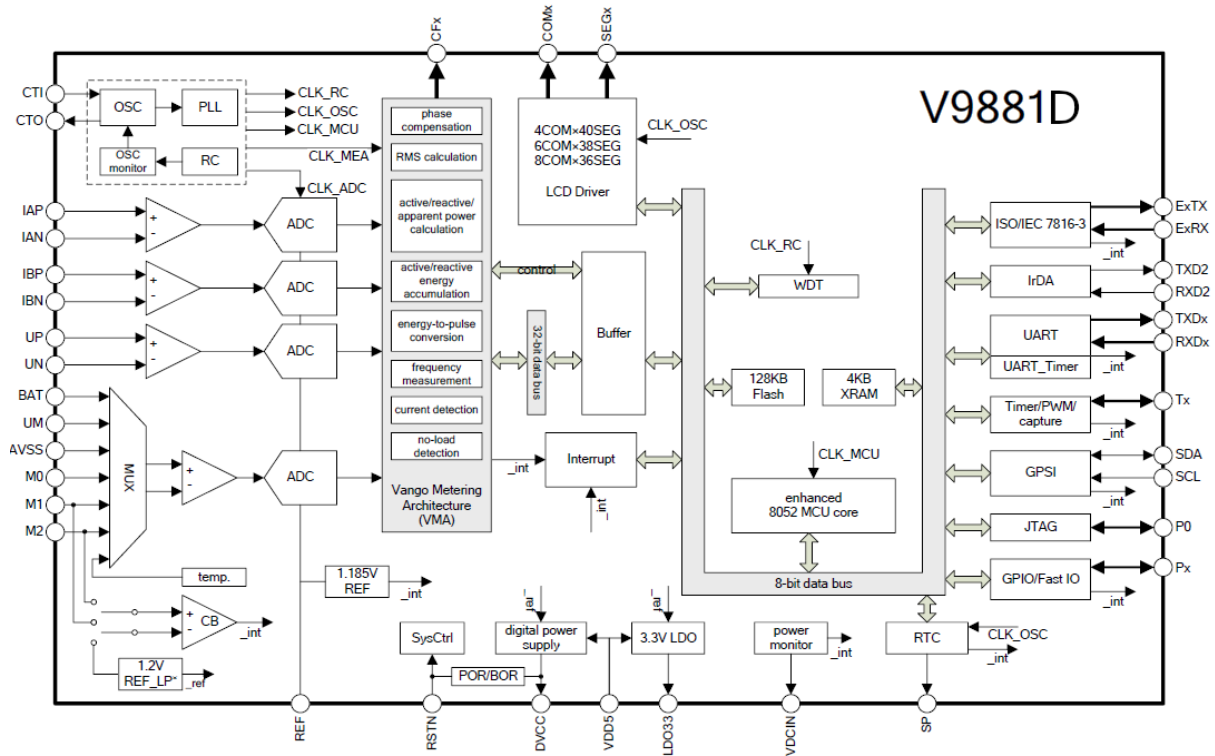 CFx
COMx
SEGx
V9881D
CTI
CTO
OSC
PLL
OSC
monitor
RC
CLK_RC
CLK_OSC
CLK_MCU
CLK_MEA
CLK_ADC
phase
compensation
RMS calculation
active/reactive/
apparent power
calculation
active/reactive
energy
accumulation
energy-to-pulse
conversion
frequency
measurement
current detection
no-load
detection
Vango Metering
Architecture
(VMA)
4COM×40SEG
6COM×38SEG
8COM×36SEG
LCD Driver
CLK_OSC
IAP
IAN
IBP
IBN
UP
UN
BAT
UM
AVSS
M0
M1
M2
+
-
ADC
+
-
ADC
+
-
ADC
MUX
+
-
ADC
temp.
+
-
CB
_int
1.2V
REF_LP*
_ref
1.185V
REF
_int
control
32-bit data bus
Buffer
_int
Interrupt
_int
CLK_RC
WDT
128KB
Flash
4KB
XRAM
CLK_MCU
enhanced
8052 MCU core
8-bit data bus
ISO/IEC 7816-3
_int
IrDA
UART
UART_Timer
_int
Timer/PWM/
capture
_int
GPSI
_int
JTAG
GPIO/Fast IO
_int
ExTX
ExRX
TXD2
RXD2
TXDx
RXDx
Tx
SDA
SCL
P0
Px
SysCtrl
POR/BOR
_ref
digital power
supply
_ref
3.3V LDO
power
monitor
_int
RTC
CLK_OSC
_int
REF
RSTN
DVCC
VDD5
LDO33
VDCIN
SP